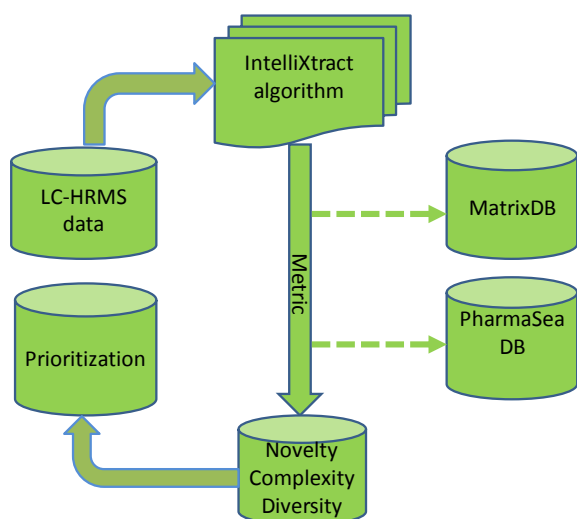 IntelliXtract
algorithm
LC-HRMS
data
MatrixDB
Metric
PharmaSea
DB
Prioritization
Novelty
Complexity
Diversity